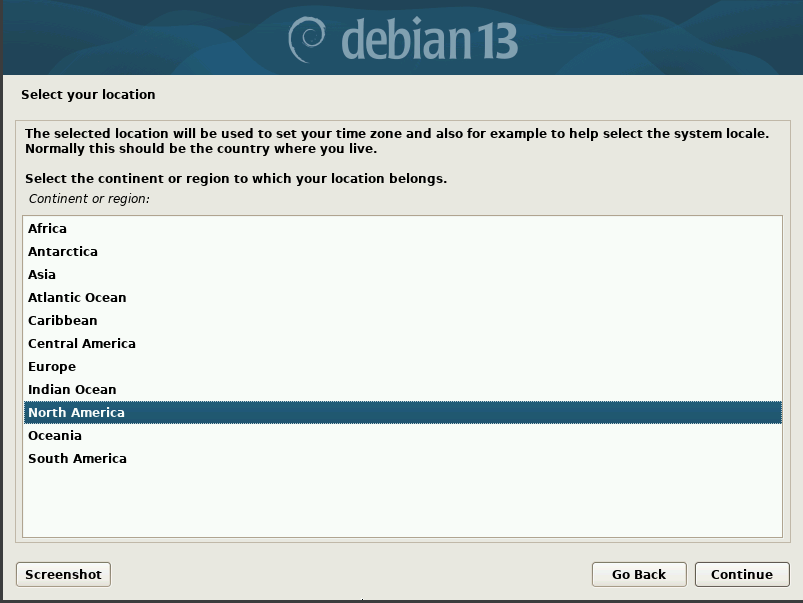 debian 13
Select your location
The selected location will be used to set your time zone and also for example to help select the system locale.
Normally this should be the country where you live.
Select the continent or region to which your location belongs.
Continent or region:
Africa
Antarctica
Asia
Atlantic Ocean
Caribbean
Central America
Europe
Indian Ocean
North America
Oceania
South America
Screenshot
Go Back
Continue